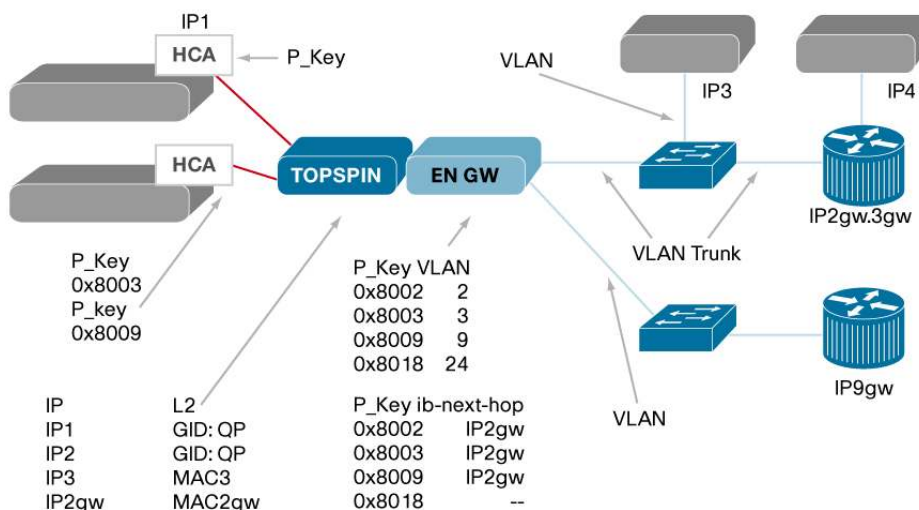 IP1
HCA
P_Key
VLAN
IP3
IP4
HCA
TOPSPIN
EN GW
IP2gw.3gw
VLAN Trunk
P_Key
0x8003
P_key
0x8009
P_Key VLAN
0x8002 2
0x8003 3
0x8009 9
0x8018 24
IP9gw
VLAN
IP L2
IP1 GID: QP
IP2 GID: QP
IP3 MAC3
IP2gw MAC2gw
P_Key ib-next-hop
0x8002 IP2gw
0x8003 IP2gw
0x8009 IP2gw
0x8018 --